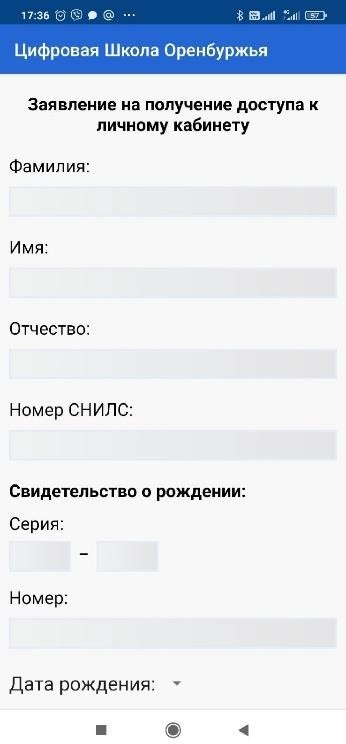 17:36
57
Цифровая Школа Оренбуржья
Заявление на получение доступа к
личному кабинету
Фамилия:
Имя:
Отчество:
Номер СНИЛС:
Свидетельство о рождении:
Серия:
–
Номер:
Дата рождения: